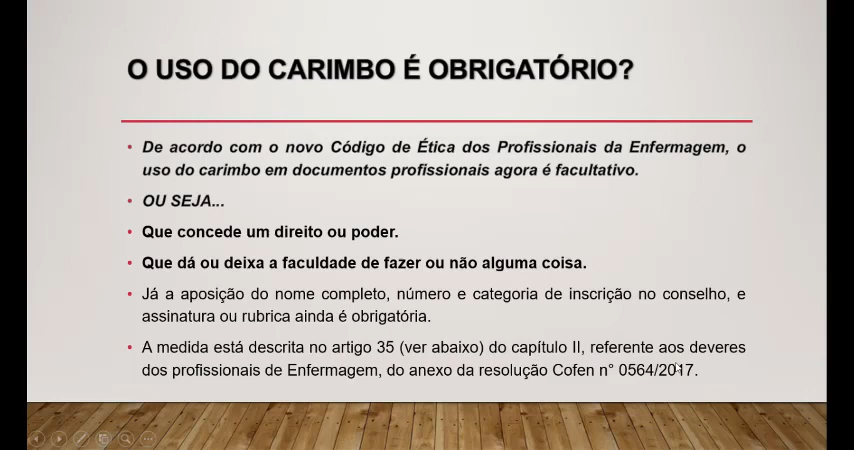 O USO DO CARIMBO É OBRIGATÓRIO?
• De acordo com o novo Código de Ética dos Profissionais da Enfermagem, o
uso do carimbo em documentos profissionais agora é facultativo.
• OU SEJA...
• Que concede um direito ou poder.
• Que dá ou deixa a faculdade de fazer ou não alguma coisa.
• Já a aposição do nome completo, número e categoria de inscrição no conselho, e
assinatura ou rubrica ainda é obrigatória.
• A medida está descrita no artigo 35 (ver abaixo) do capítulo II, referente aos deveres
dos profissionais de Enfermagem, do anexo da resolução Cofen n° 0564/2017.